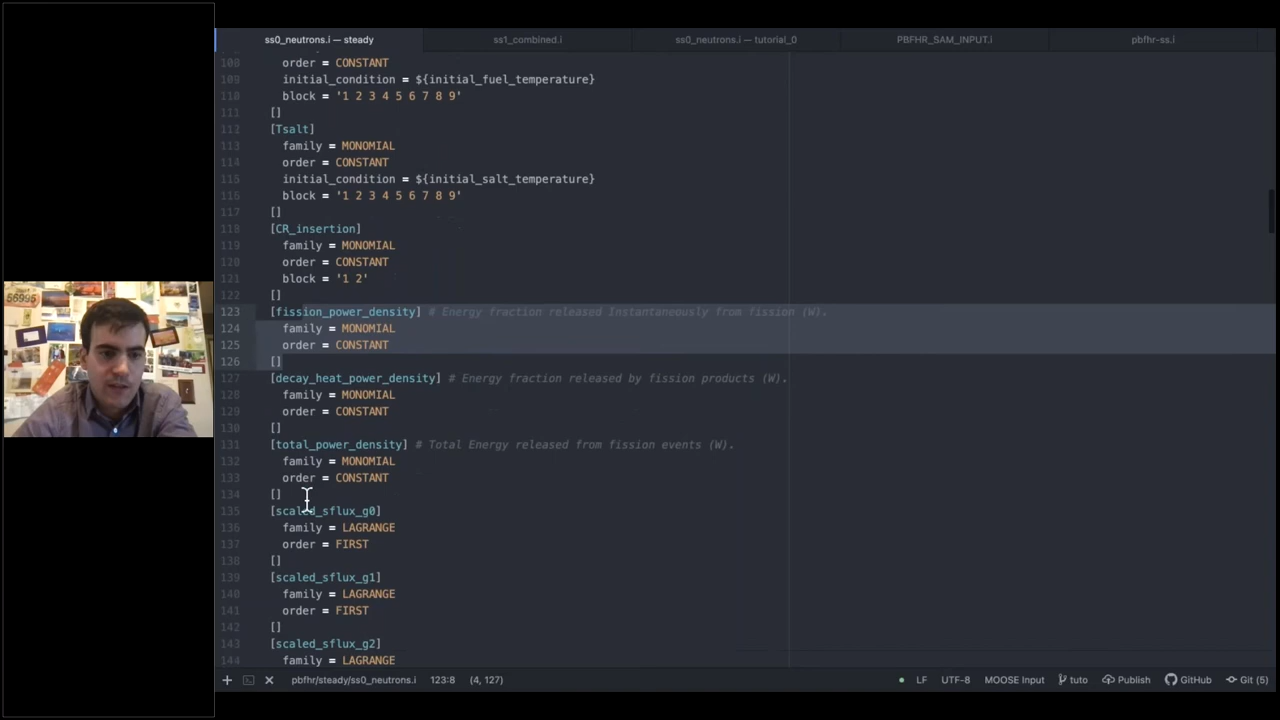 ss0_neutrons.i — steady
ss1_combined.i
ss0_neutrons.i — tutorial_0
PBFHR_SAM_INPUT.i
pbfhr-ss.i
108 order = CONSTANT
109 initial_condition = ${initial_fuel_temperature}
110 block = '1 2 3 4 5 6 7 8 9'
111 []
112 [Tsalt]
113 family = MONOMIAL
114 order = CONSTANT
115 initial_condition = ${initial_salt_temperature}
116 block = '1 2 3 4 5 6 7 8 9'
117 []
118 [CR_insertion]
119 family = MONOMIAL
120 order = CONSTANT
121 block = '1 2'
122 []
123 [fission_power_density] # Energy fraction released Instantaneously from fission (W).
124 family = MONOMIAL
125 order = CONSTANT
126 []
127 [decay_heat_power_density] # Energy fraction released by fission products (W).
128 family = MONOMIAL
129 order = CONSTANT
130 []
131 [total_power_density] # Total Energy released from fission events (W).
132 family = MONOMIAL
133 order = CONSTANT
134 []
135 [scaled_sflux_g0]
136 family = LAGRANGE
137 order = FIRST
138 []
139 [scaled_sflux_g1]
140 family = LAGRANGE
141 order = FIRST
142 []
143 [scaled_sflux_g2]
144 family = LAGRANGE
56995
pbfhr/steady/ss0_neutrons.i 123:8 (4, 127) LF UTF-8 MOOSE Input tuto Publish GitHub Git (5)